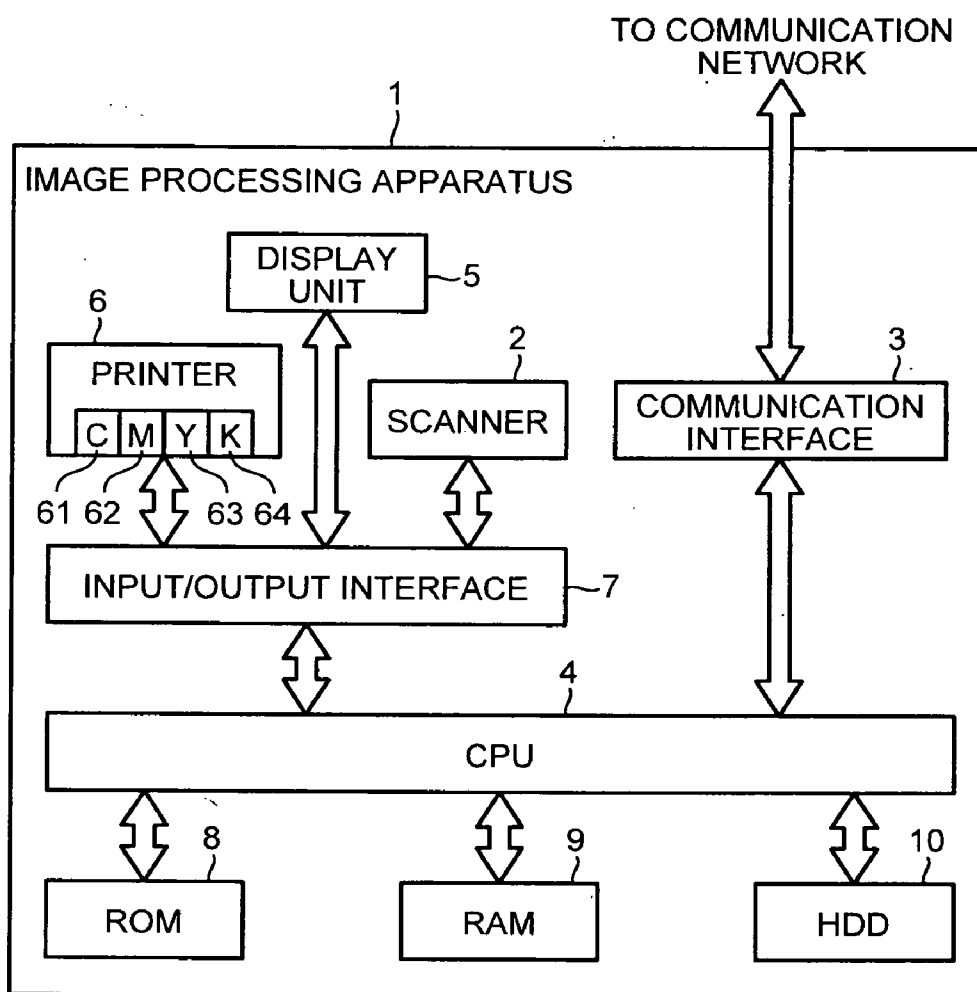 TO COMMUNICATION
NETWORK
1
IMAGE PROCESSING APPARATUS
DISPLAY
UNIT
5
6
PRINTER
C M Y K
61 62 63 64
2
SCANNER
3
COMMUNICATION
INTERFACE
INPUT/OUTPUT INTERFACE
7
4
CPU
8
ROM
9
RAM
10
HDD